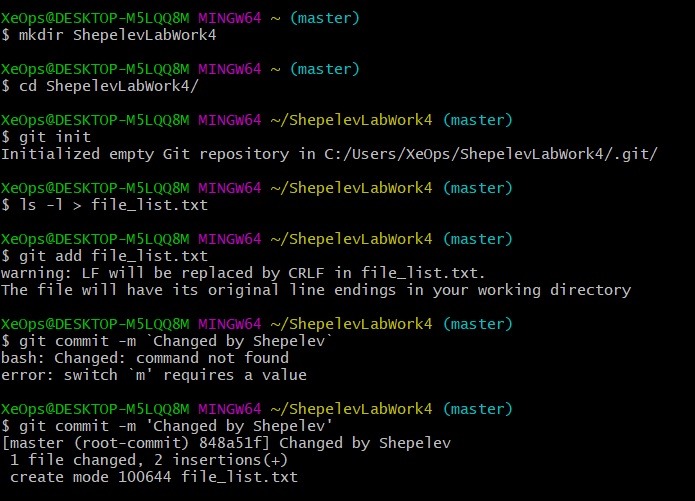 XeOps@DESKTOP-M5LQQ8M MINGW64 ~ (master)
$ mkdir ShepelevLabWork4
XeOps@DESKTOP-M5LQQ8M MINGW64 ~ (master)
$ cd ShepelevLabWork4/
XeOps@DESKTOP-M5LQQ8M MINGW64 ~/ShepelevLabWork4 (master)
$ git init
Initialized empty Git repository in C:/Users/XeOps/ShepelevLabWork4/.git/
XeOps@DESKTOP-M5LQQ8M MINGW64 ~/ShepelevLabWork4 (master)
$ ls -l > file_list.txt
XeOps@DESKTOP-M5LQQ8M MINGW64 ~/ShepelevLabWork4 (master)
$ git add file_list.txt
warning: LF will be replaced by CRLF in file_list.txt.
The file will have its original line endings in your working directory
XeOps@DESKTOP-M5LQQ8M MINGW64 ~/ShepelevLabWork4 (master)
$ git commit -m `Changed by Shepelev`
bash: Changed: command not found
error: switch `m' requires a value
XeOps@DESKTOP-M5LQQ8M MINGW64 ~/ShepelevLabWork4 (master)
$ git commit -m 'Changed by Shepelev'
[master (root-commit) 848a51f] Changed by Shepelev
 1 file changed, 2 insertions(+)
 create mode 100644 file_list.txt